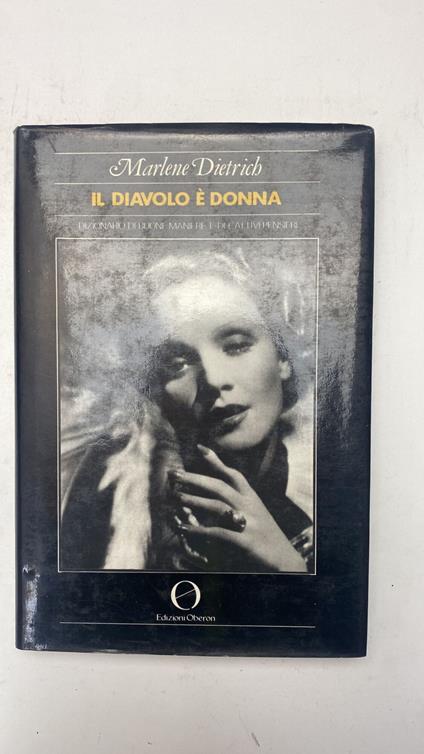 Marlene Dietrich
IL DIAVOLO È DONNA
DIZIONARIO DI BUONE MANIERE E DI CATTIVI PENSIERI
Edizioni Oberon